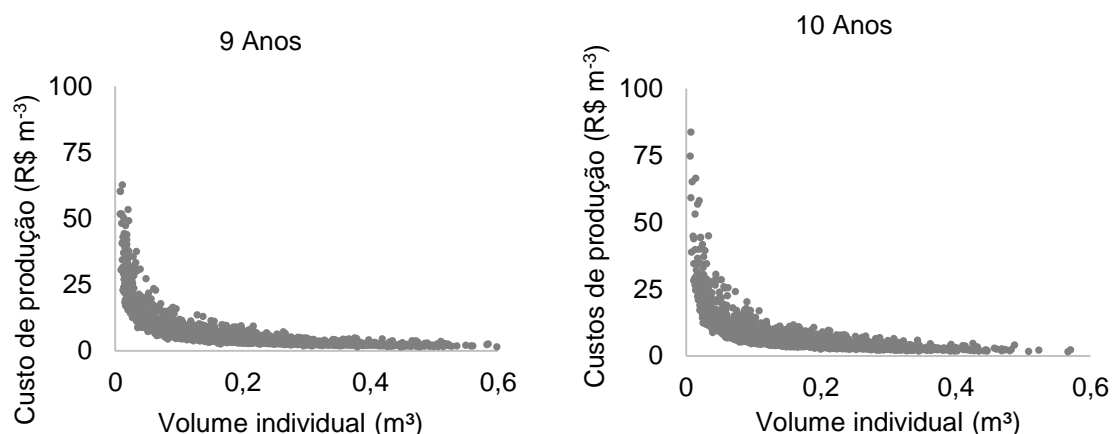 9 Anos
Custo de produção (R$ m-3)
100
75
50
25
0
0 0,2 0,4 0,6
Volume individual (m³)
10 Anos
Custos de produção (R$ m-3)
100
75
50
25
0
0 0,2 0,4 0,6
Volume individual (m³)